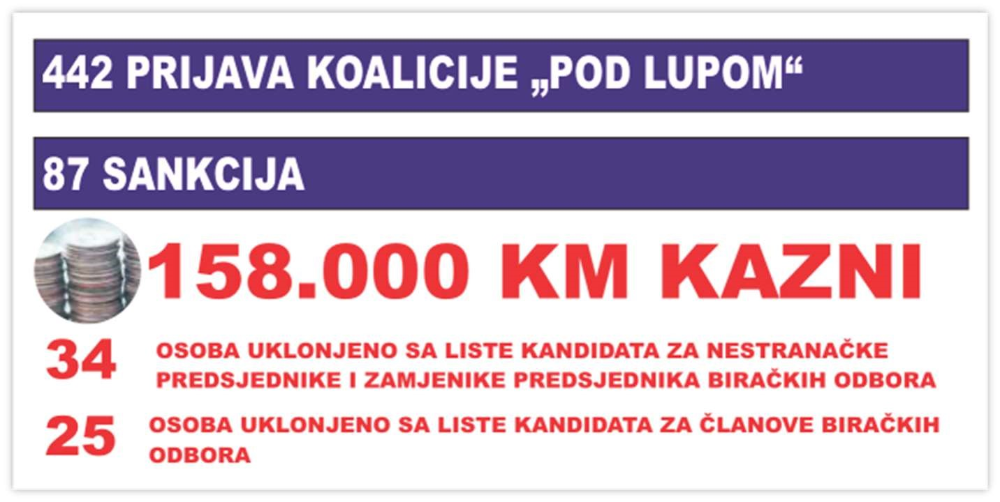 442 PRIJAVA KOALICIJE „POD LUPOM“
87 SANKCIJA
158.000 KM KAZNI
34 OSOBA UKLONJENO SA LISTE KANDIDATA ZA NESTRANAČKE
PREDSJEDNIKE I ZAMJENIKE PREDSJEDNIKA BIRAČKIH ODBORA
25 OSOBA UKLONJENO SA LISTE KANDIDATA ZA ČLANOVE BIRAČKIH
ODBORA